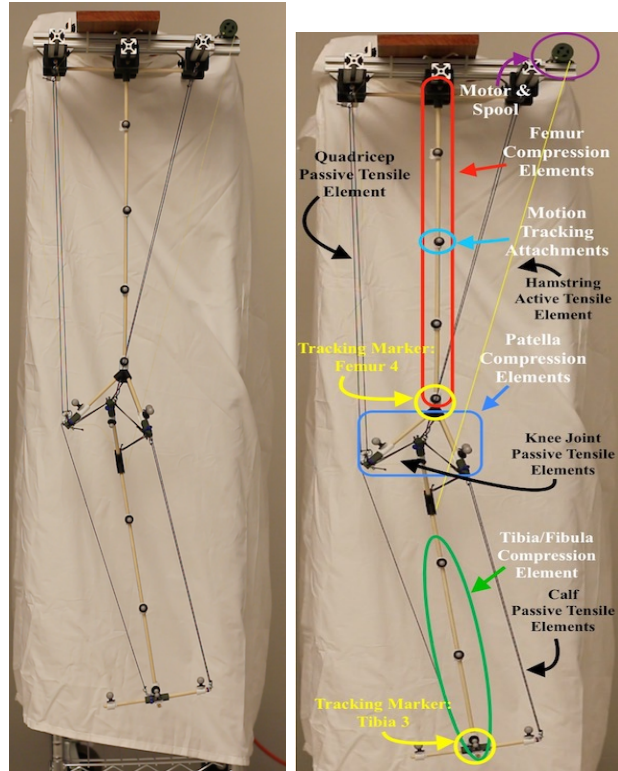 Motor &
Spool
Quadricep
Passive Tensile
Element
Femur
Compression
Elements
Motion
Tracking
Attachments
Hamstring
Active Tensile
Element
Tracking Marker:
Femur 4
Patella
Compression
Elements
Knee Joint
Passive Tensile
Elements
Tibia/Fibula
Compression
Element
Calf
Passive Tensile
Elements
Tracking Marker:
Tibia 3